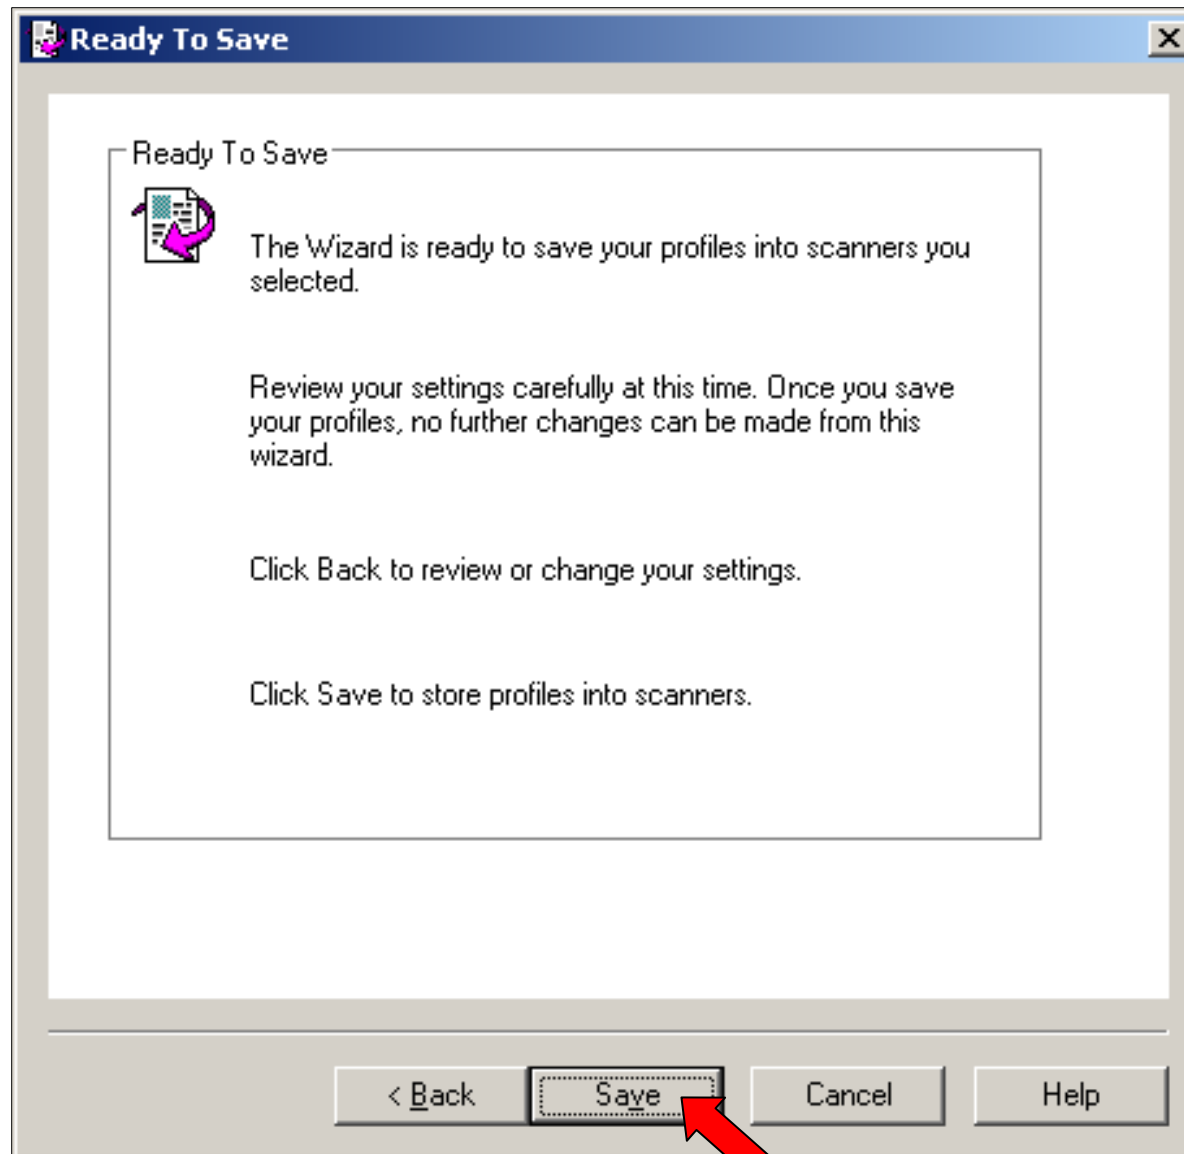 Ready To Save
Ready To Save
The Wizard is ready to save your profiles into scanners you
selected.
Review your settings carefully at this time. Once you save
your profiles, no further changes can be made from this
wizard.
Click Back to review or change your settings.
Click Save to store profiles into scanners.
< Back Save Cancel Help